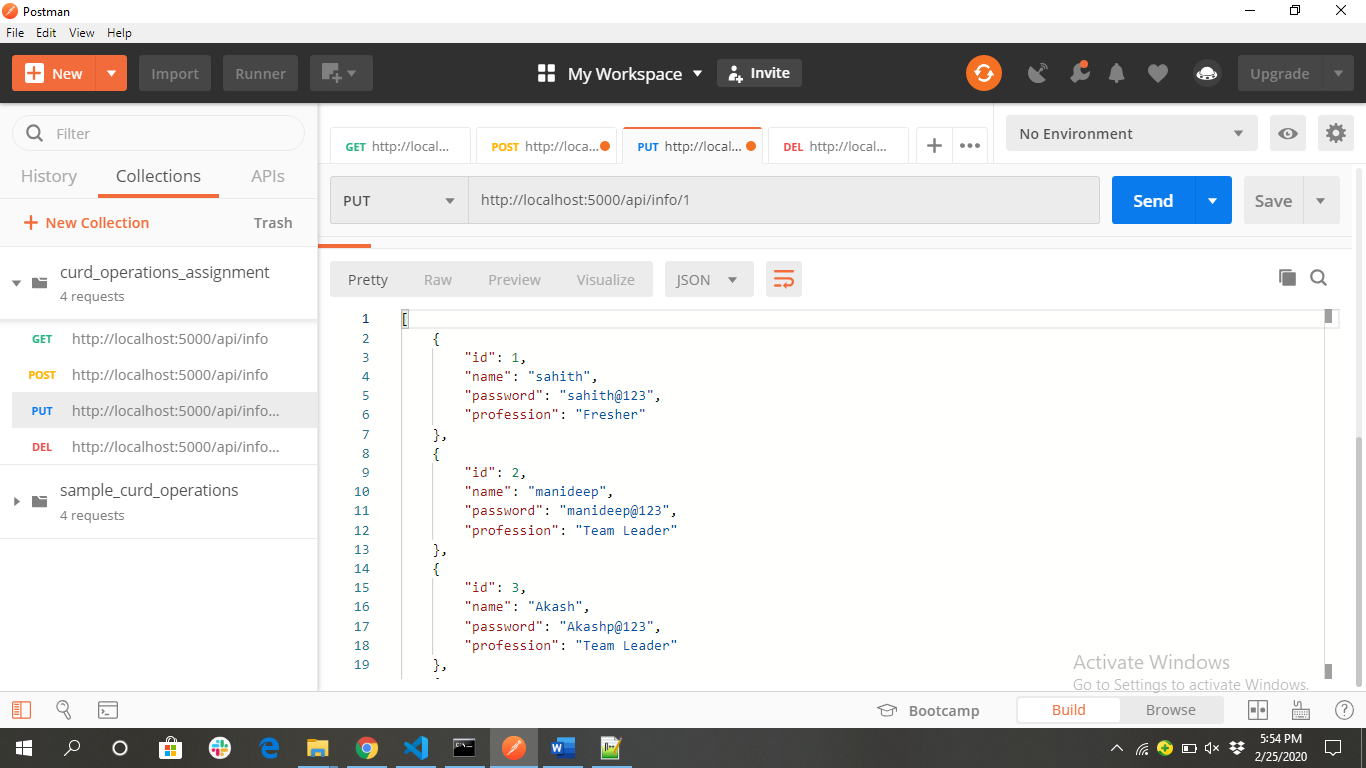 Postman
File Edit View Help
New Import Runner My Workspace Invite Upgrade
Filter
History Collections APIs
New Collection Trash
curd_operations_assignment
4 requests
GET http://localhost:5000/api/info
POST http://localhost:5000/api/info
PUT http://localhost:5000/api/info...
DEL http://localhost:5000/api/info...
sample_curd_operations
4 requests
GET http://local... POST http://loca... PUT http://local... DEL http://local... No Environment
PUT http://localhost:5000/api/info/1 Send Save
Pretty Raw Preview Visualize JSON
1 [
2 {
3 "id": 1,
4 "name": "sahith",
5 "password": "sahith@123",
6 "profession": "Fresher"
7 },
8 {
9 "id": 2,
10 "name": "manideep",
11 "password": "manideep@123",
12 "profession": "Team Leader"
13 },
14 {
15 "id": 3,
16 "name": "Akash",
17 "password": "Akashp@123",
18 "profession": "Team Leader"
19 },
Activate Windows
Go to Settings to activate Windows.
Bootcamp Build Browse
5:54 PM
2/25/2020